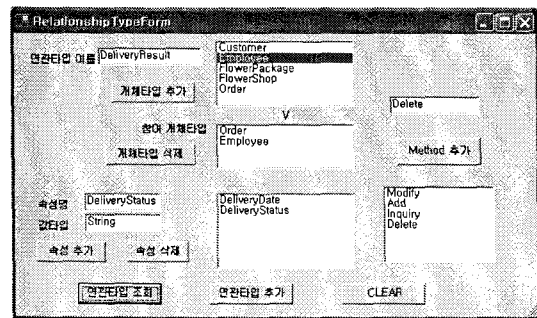 RelationshipTypeForm
연관타입 이름
DeliveryResult
Customer
Employee
FlowerPackage
FlowerShop
Order
개체타입 추가
Delete
V
참여 개체타입
Order
Employee
개체타입 삭제
Method 추가
속성명
DeliveryStatus
값타입
String
속성 추가
속성 삭제
DeliveryDate
DeliveryStatus
Modify
Add
Inquiry
Delete
연관타입 조회
연관타입 추가
CLEAR